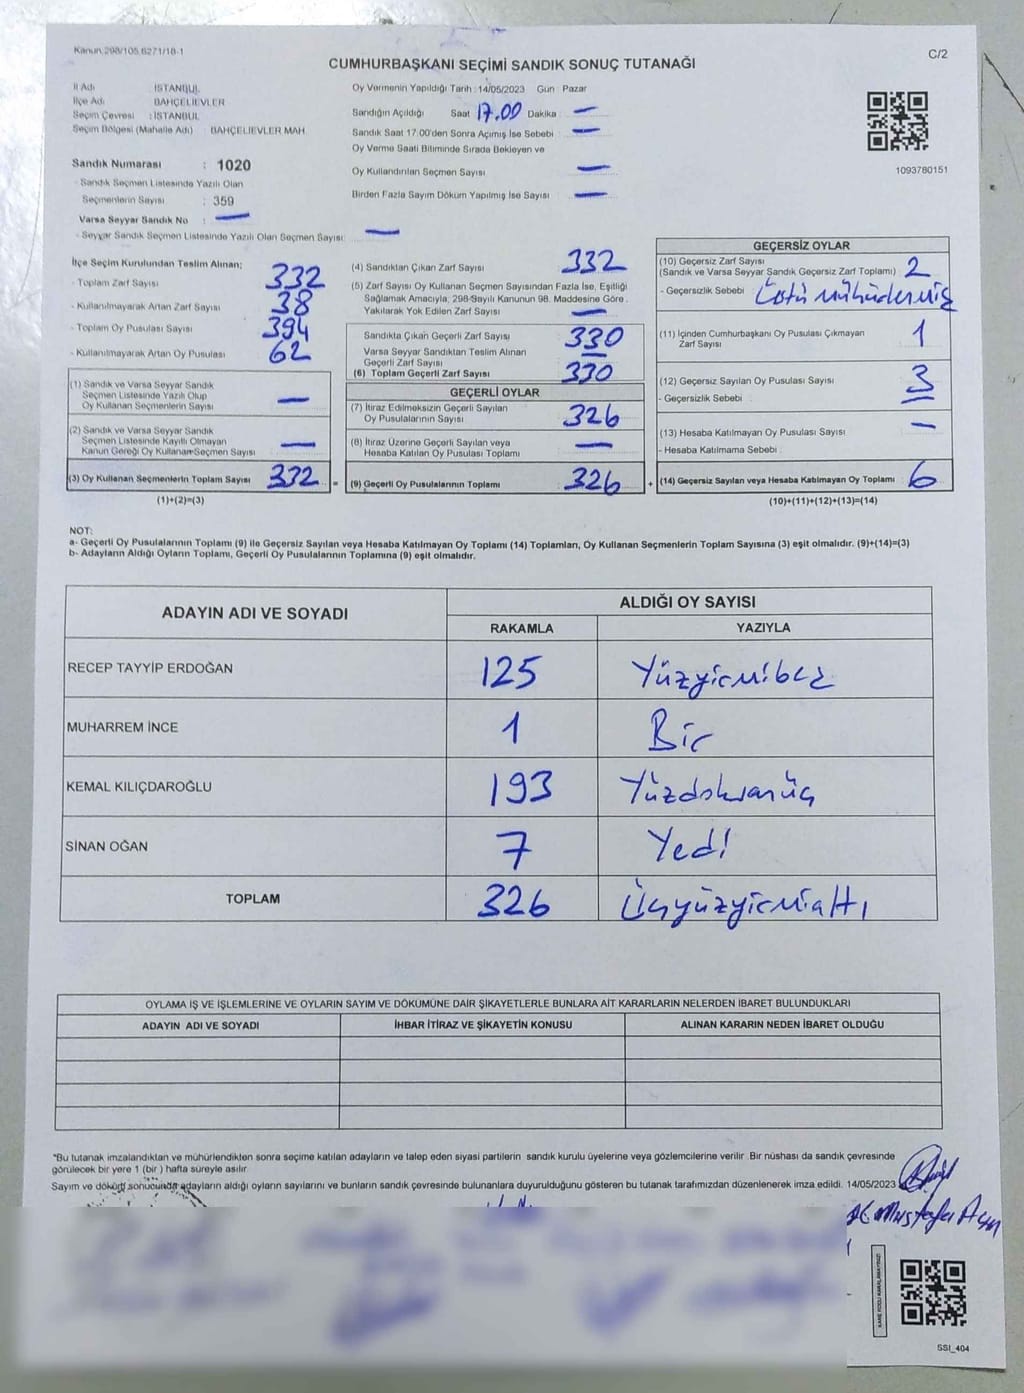 Kanun 298/105 6271/18-1
C/2
CUMHURBAŞKANI SEÇİMİ SANDIK SONUÇ TUTANAĞI
İl Adı : İSTANBUL
İlçe Adı BAHÇELİEVLER
Seçim Çevresi : İSTANBUL
Seçim Bölgesi (Mahalle Adı) : BAHÇELİEVLER MAH.
Sandık Numarası : 1020
- Sandık Seçmen Listesinde Yazılı Olan
Seçmenlerin Sayısı : 359
Varsa Seyyar Sandık No : —
- Seyyar Sandık Seçmen Listesinde Yazılı Olan Seçmen Sayısı: —
Oy Vermenin Yapıldığı Tarih : 14/05/2023 Gün : Pazar
Sandığın Açıldığı Saat 17.00 Dakika : —
Sandık Saat 17:00'den Sonra Açımış İse Sebebi : —
Oy Verme Saati Bitiminde Sırada Bekleyen ve
Oy Kullandırılan Seçmen Sayısı : —
Birden Fazla Sayım Döküm Yapılmış İse Sayısı : —
1093780151
İlçe Seçim Kurulundan Teslim Alınan;
- Toplam Zarf Sayısı : 332
- Kullanılmayarak Artan Zarf Sayısı : 38
- Toplam Oy Pusulası Sayısı : 394
- Kullanılmayarak Artan Oy Pusulası : 62
(1) Sandık ve Varsa Seyyar Sandık
Seçmen Listesinde Yazılı Olup
Oy Kullanan Seçmenlerin Sayısı : —
(2) Sandık ve Varsa Seyyar Sandık
Seçmen Listesinde Kayıtlı Olmayan
Kanun Gereği Oy Kullanan Seçmen Sayısı : —
(3) Oy Kullanan Seçmenlerin Toplam Sayısı : 332 =
(1)+(2)=(3)
(4) Sandıktan Çıkan Zarf Sayısı : 332
(5) Zarf Sayısı Oy Kullanan Seçmen Sayısından Fazla İse, Eşitliği
Sağlamak Amacıyla, 298 Sayılı Kanunun 98. Maddesine Göre
Yakılarak Yok Edilen Zarf Sayısı : —
Sandıkta Çıkan Geçerli Zarf Sayısı : 330
Varsa Seyyar Sandıktan Teslim Alınan
Geçerli Zarf Sayısı
(6) Toplam Geçerli Zarf Sayısı : 330
GEÇERLİ OYLAR
(7) İtiraz Edilmeksizin Geçerli Sayılan
Oy Pusulalarının Sayısı : 326
(8) İtiraz Üzerine Geçerli Sayılan veya
Hesaba Katılan Oy Pusulası Toplamı : —
(9) Geçerli Oy Pusulalarının Toplamı : 326 +
GEÇERSİZ OYLAR
(10) Geçersiz Zarf Sayısı
(Sandık ve Varsa Seyyar Sandık Geçersiz Zarf Toplamı) : 2
- Geçersizlik Sebebi : Üstü mühüdermiş
(11) İçinden Cumhurbaşkanı Oy Pusulası Çıkmayan
Zarf Sayısı : 1
(12) Geçersiz Sayılan Oy Pusulası Sayısı : 3
- Geçersizlik Sebebi :
(13) Hesaba Katılmayan Oy Pusulası Sayısı : —
- Hesaba Katılmama Sebebi :
(14) Geçersiz Sayılan veya Hesaba Katılmayan Oy Toplamı : 6
(10)+(11)+(12)+(13)=(14)
NOT:
a- Geçerli Oy Pusulalarının Toplamı (9) ile Geçersiz Sayılan veya Hesaba Katılmayan Oy Toplamı (14) Toplamları, Oy Kullanan Seçmenlerin Toplam Sayısına (3) eşit olmalıdır. (9)+(14)=(3)
b- Adayların Aldığı Oyların Toplamı, Geçerli Oy Pusulalarının Toplamına (9) eşit olmalıdır.
ADAYIN ADI VE SOYADI
ALDIĞI OY SAYISI
RAKAMLA YAZIYLA
RECEP TAYYİP ERDOĞAN 125 Yüzyirmibeş
MUHARREM İNCE 1 Bir
KEMAL KILIÇDAROĞLU 193 Yüzdoksanüç
SİNAN OĞAN 7 Yedi
TOPLAM 326 Üçyüzyirmialtı
OYLAMA İŞ VE İŞLEMLERİNE VE OYLARIN SAYIM VE DÖKÜMÜNE DAİR ŞİKAYETLERLE BUNLARA AİT KARARLARIN NELERDEN İBARET BULUNDUKLARI
ADAYIN ADI VE SOYADI İHBAR İTİRAZ VE ŞİKAYETİN KONUSU ALINAN KARARIN NEDEN İBARET OLDUĞU
*Bu tutanak imzalandıktan ve mühürlendikten sonra seçime katılan adayların ve talep eden siyasi partilerin sandık kurulu üyelerine veya gözlemcilerine verilir. Bir nüshası da sandık çevresinde
görülecek bir yere 1 (bir ) hafta süreyle asılır.
Sayım ve dökün sonucunda adayların aldığı oyların sayılarını ve bunların sandık çevresinde bulunanlara duyurulduğunu gösteren bu tutanak tarafımızdan düzenlenerek imza edildi. 14/05/2023
Mustafa
KARE KODU KARALAMAYINIZ!
SSİ_404